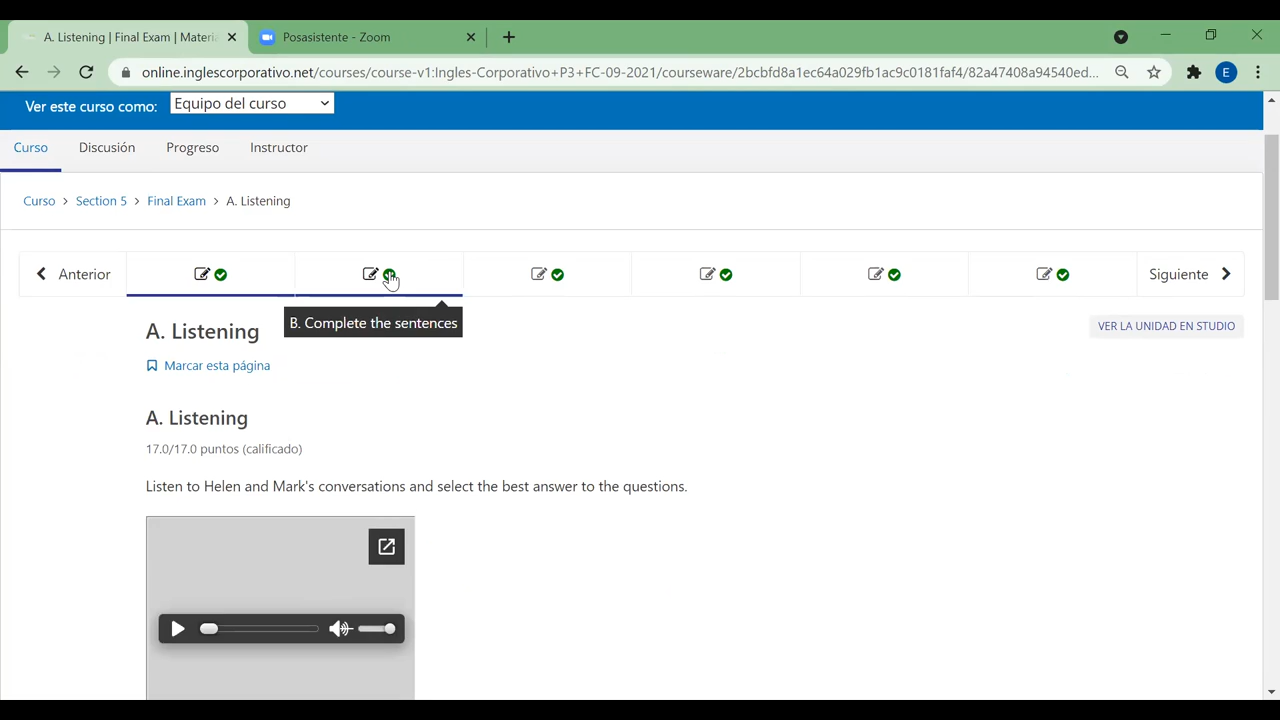 A. Listening | Final Exam | Materia
Posasistente - Zoom
online.inglescorporativo.net/courses/course-v1:Ingles-Corporativo+P3+FC-09-2021/courseware/2bcbfd8a1ec64a029fb1ac9c0181faf4/82a47408a94540ed...
E
Ver este curso como:
Equipo del curso
Curso
Discusión
Progreso
Instructor
Curso > Section 5 > Final Exam > A. Listening
Anterior
Siguiente
B. Complete the sentences
A. Listening
VER LA UNIDAD EN STUDIO
Marcar esta página
A. Listening
17.0/17.0 puntos (calificado)
Listen to Helen and Mark's conversations and select the best answer to the questions.